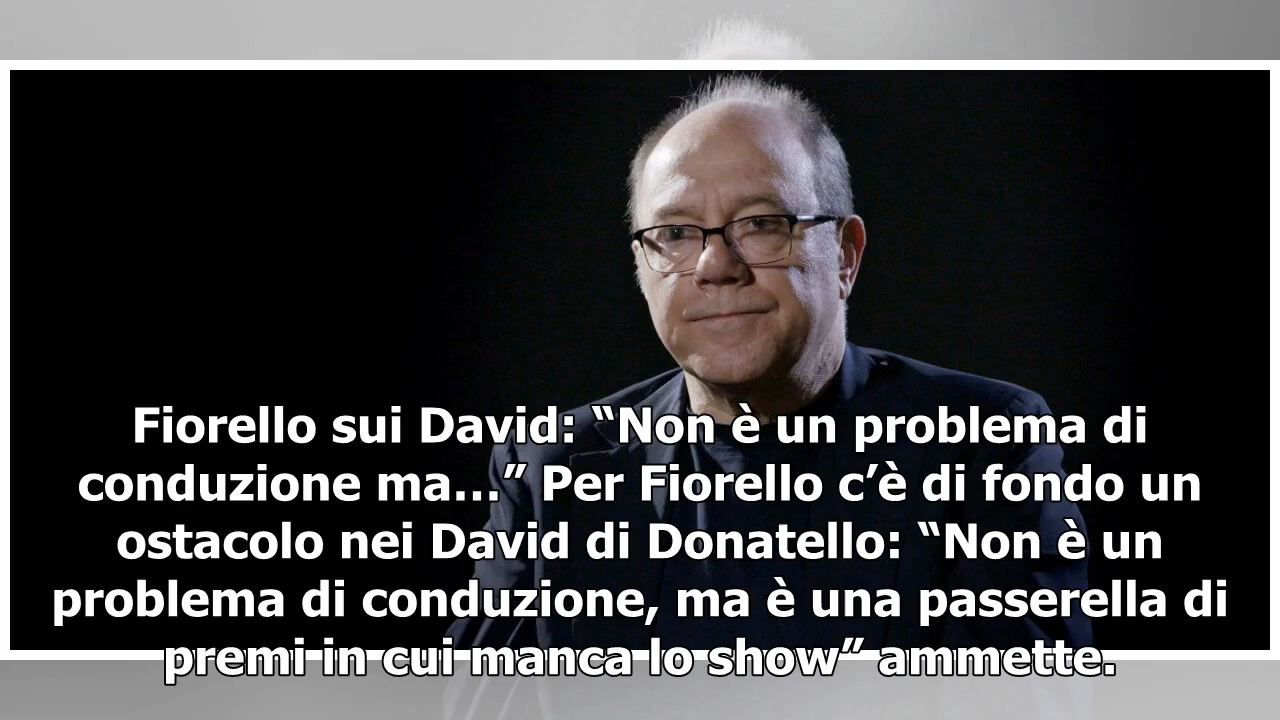 Fiorello sui David: “Non è un problema di
conduzione ma...” Per Fiorello c’è di fondo un
ostacolo nei David di Donatello: “Non è un
problema di conduzione, ma è una passerella di
premi in cui manca lo show” ammette.